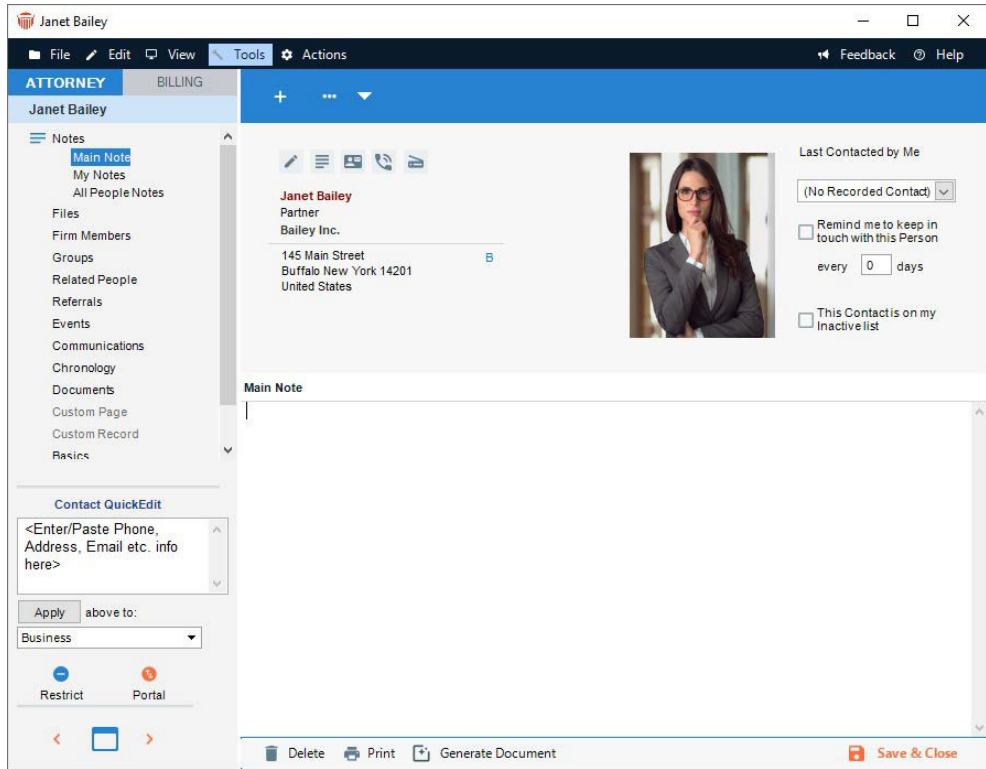 Janet Bailey
File Edit View Tools Actions Feedback Help
ATTORNEY BILLING
Janet Bailey
Notes
Main Note
My Notes
All People Notes
Files
Firm Members
Groups
Related People
Referrals
Events
Communications
Chronology
Documents
Custom Page
Custom Record
Basics
Contact QuickEdit
<Enter/Paste Phone,
Address, Email etc. info
here>
Apply above to:
Business
Restrict Portal
Janet Bailey
Partner
Bailey Inc.
145 Main Street B
Buffalo New York 14201
United States
Last Contacted by Me
(No Recorded Contact)
Remind me to keep in
touch with this Person
every 0 days
This Contact is on my
Inactive list
Main Note
Delete Print Generate Document Save & Close